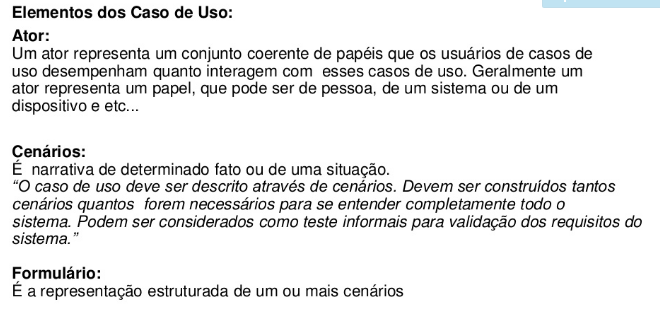 Elementos dos Caso de Uso:
Ator:
Um ator representa um conjunto coerente de papéis que os usuários de casos de
uso desempenham quanto interagem com esses casos de uso. Geralmente um
ator representa um papel, que pode ser de pessoa, de um sistema ou de um
dispositivo e etc...
Cenários:
É narrativa de determinado fato ou de uma situação.
“O caso de uso deve ser descrito através de cenários. Devem ser construídos tantos
cenários quantos forem necessários para se entender completamente todo o
sistema. Podem ser considerados como teste informais para validação dos requisitos do
sistema.”
Formulário:
É a representação estruturada de um ou mais cenários